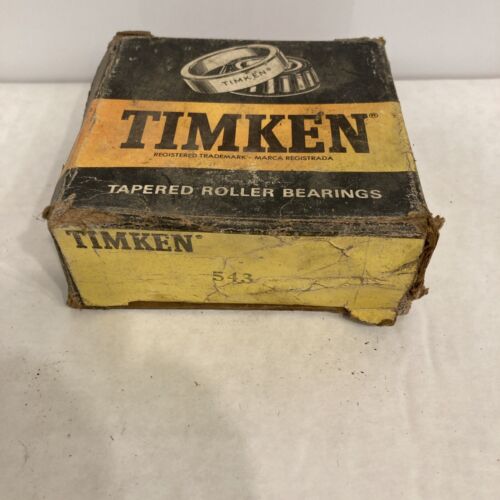 TIMKEN®
TIMKEN®
REGISTERED TRADEMARK - MARCA REGISTRADA
TAPERED ROLLER BEARINGS
TIMKEN®
543